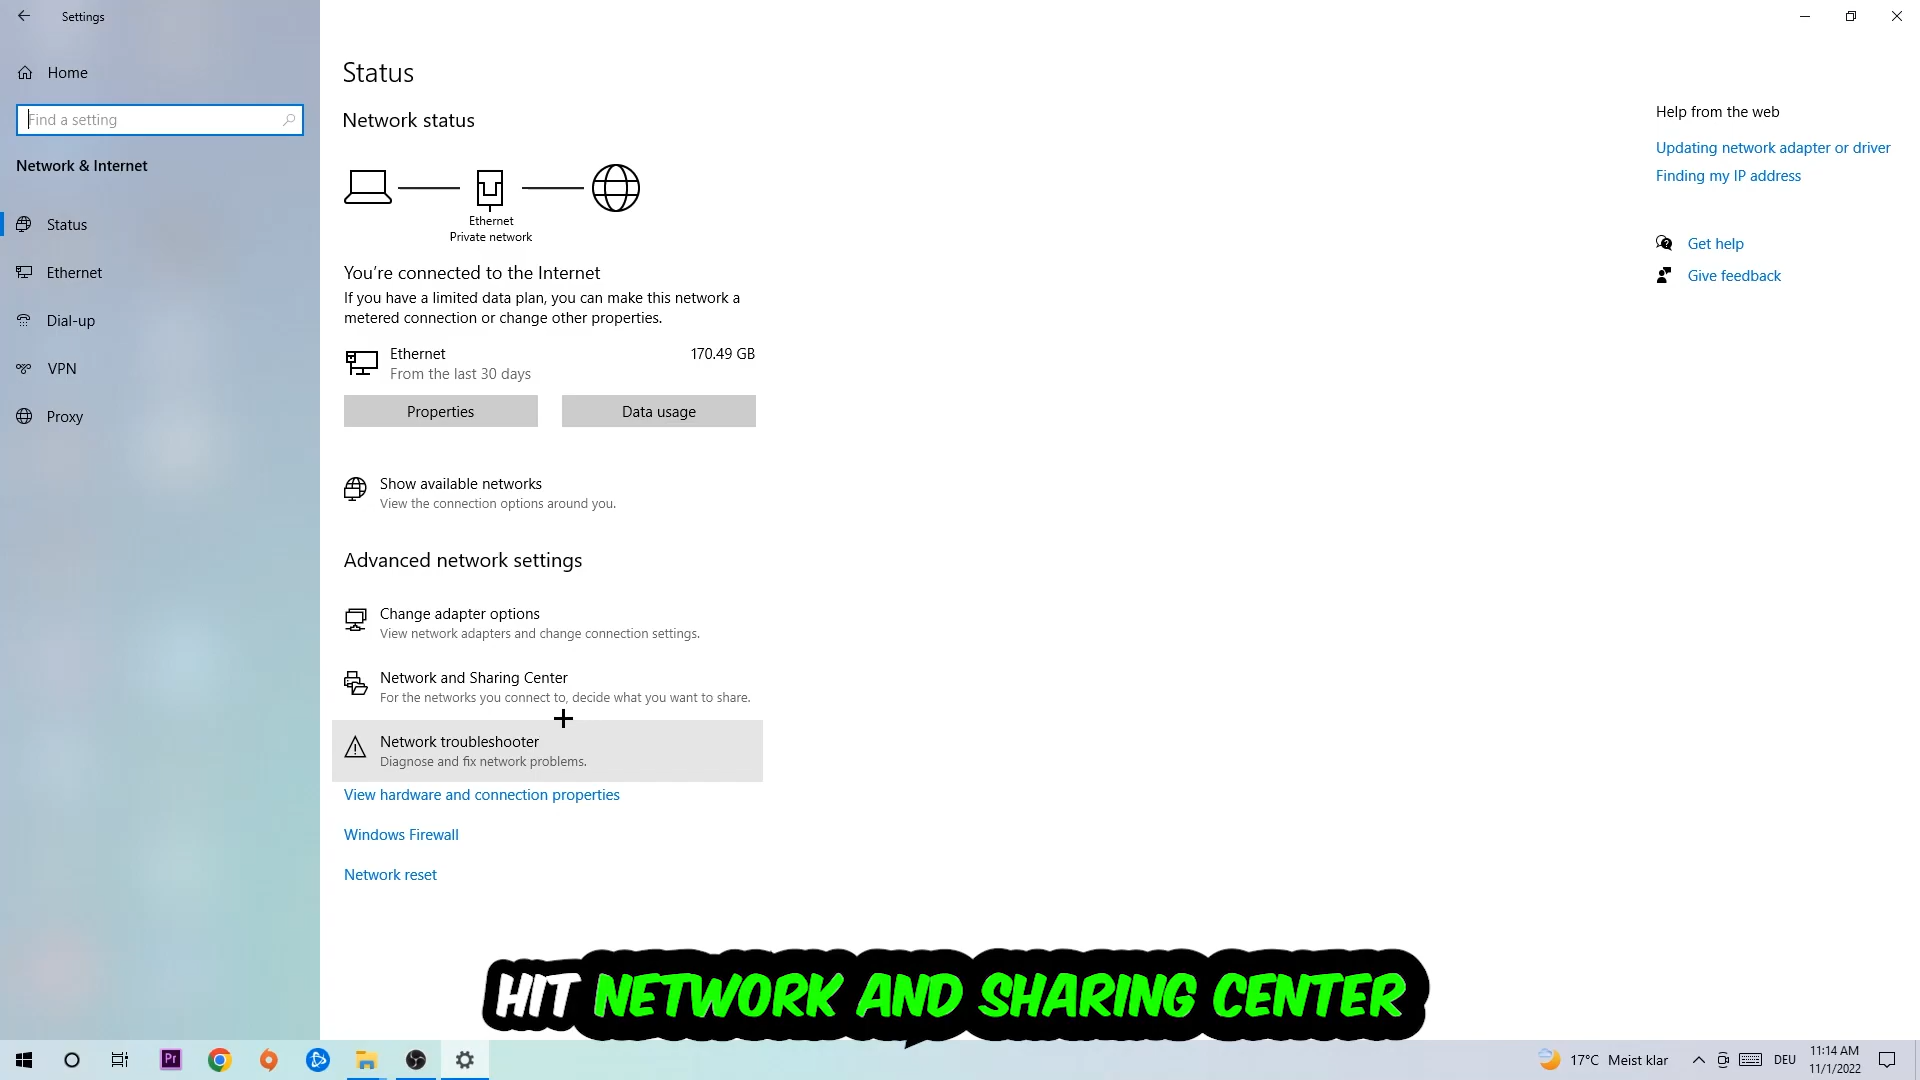 Settings
Home
Find a setting
Network & Internet
Status
Ethernet
Dial-up
VPN
Proxy
Status
Network status
Ethernet
Private network
You're connected to the Internet
If you have a limited data plan, you can make this network a
metered connection or change other properties.
Ethernet 170.49 GB
From the last 30 days
Properties Data usage
Show available networks
View the connection options around you.
Advanced network settings
Change adapter options
View network adapters and change connection settings.
Network and Sharing Center
For the networks you connect to, decide what you want to share.
Network troubleshooter
Diagnose and fix network problems.
View hardware and connection properties
Windows Firewall
Network reset
Help from the web
Updating network adapter or driver
Finding my IP address
Get help
Give feedback
HIT NETWORK AND SHARING CENTER
Pr
17°C Meist klar DEU 11:14 AM
11/1/2022